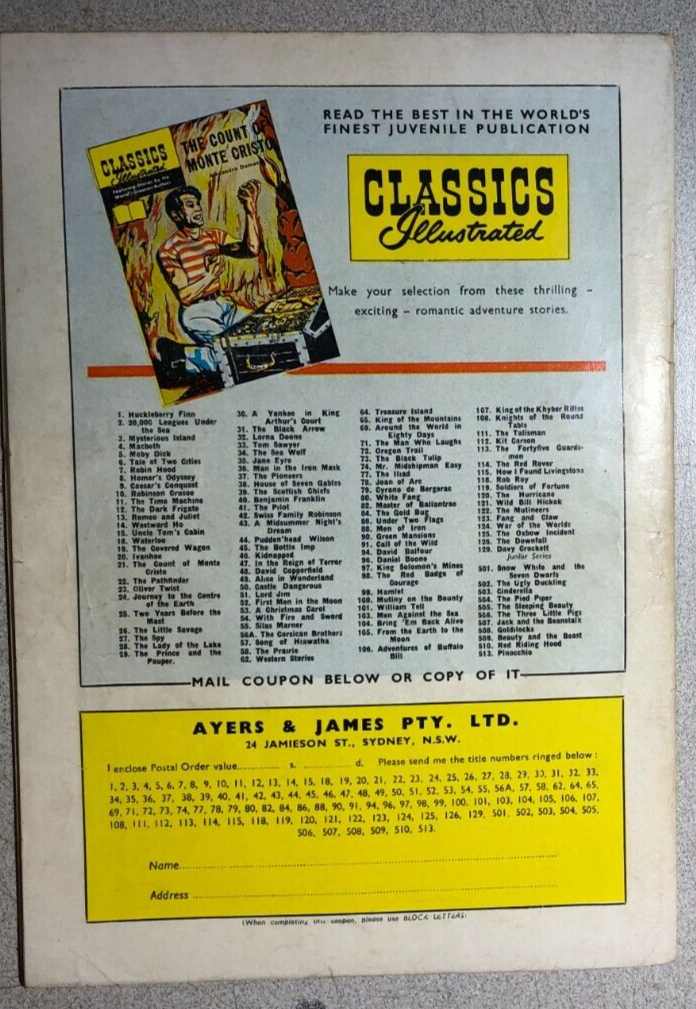 CLASSICS
Illustrated
Featuring Stories by the
World's Greatest Authors
THE COUNT OF
MONTE CRISTO
Alexandre Dumas
READ THE BEST IN THE WORLD'S
FINEST JUVENILE PUBLICATION
CLASSICS
Illustrated
Make your selection from these thrilling –
exciting – romantic adventure stories.
1. Huckleberry Finn
2. 20,000 Leagues Under
the Sea
3. Mysterious Island
4. Macbeth
5. Moby Dick
6. Tale of Two Cities
7. Robin Hood
8. Homer's Odyssey
9. Caesar's Conquest
10. Robinson Crusoe
11. The Time Machine
12. The Dark Frigate
13. Romeo and Juliet
14. Westward Ho
15. Uncle Tom's Cabin
18. Waterloo
19. The Covered Wagon
20. Ivanhoe
21. The Count of Monte
Cristo
22. The Pathfinder
23. Oliver Twist
24. Journey to the Centre
of the Earth
25. Two Years Before the
Mast
26. The Little Savage
27. The Spy
28. The Lady of the Lake
29. The Prince and the
Pauper.
30. A Yankee in King
Arthur's Court
31. The Black Arrow
32. Lorna Doone
33. Tom Sawyer
34. The Sea Wolf
35. Jane Eyre
36. Man in the Iron Mask
37. The Pioneers
38. House of Seven Gables
39. The Scottish Chiefs
40. Benjamin Franklin
41. The Pilot
42. Swiss Family Robinson
43. A Midsummer Night's
Dream
44. Pudden'head Wilson
45. The Bottle Imp
46. Kidnapped
47. In the Reign of Terror
48. David Copperfield
49. Alice in Wonderland
50. Castle Dangerous
51. Lord Jim
52. First Men in the Moon
53. A Christmas Carol
54. With Fire and Sword
55. Silas Marner
56A. The Corsican Brothers
57. Song of Hiawatha
58. The Prairie
62. Western Stories
64. Treasure Island
65. King of the Mountains
69. Around the World in
Eighty Days
71. The Man Who Laughs
72. Oregon Trail
73. The Black Tulip
74. Mr. Midshipman Easy
77. The Iliad
78. Joan of Arc
79. Cyrano de Bergerac
80. White Fang
82. Master of Ballantrae
84. The Gold Bug
86. Under Two Flags
88. Men of Iron
90. Green Mansions
91. Call of the Wild
94. David Balfour
96. Daniel Boone
97. King Solomon's Mines
98. The Red Badge of
Courage
99. Hamlet
100. Mutiny on the Bounty
101. William Tell
103. Men Against the Sea
104. Bring 'Em Back Alive
105. From the Earth to the
Moon
106. Adventures of Buffalo
Bill
107. King of the Khyber Rifles
108. Knights of the Round
Table
111. The Talisman
112. Kit Carson
113. The Fortyfive Guards-
men
114. The Red Rover
115. How I Found Livingstone
118. Rob Roy
119. Soldiers of Fortune
120. The Hurricane
121. Wild Bill Hickok
122. The Mutineers
123. Fang and Claw
124. War of the Worlds
125. The Oxbow Incident
126. The Downfall
129. Davy Crockett
Junior Series
501. Snow White and the
Seven Dwarfs
502. The Ugly Duckling
503. Cinderella
504. The Pied Piper
505. The Sleeping Beauty
506. The Three Little Pigs
507. Jack and the Beanstalk
508. Goldilocks
509. Beauty and the Beast
510. Red Riding Hood
513. Pinocchio
MAIL COUPON BELOW OR COPY OF IT
AYERS & JAMES PTY. LTD.
24 JAMIESON ST., SYDNEY, N.S.W.
I enclose Postal Order value.............. s. .................. d. Please send me the title numbers ringed below :
1, 2, 3, 4, 5, 6, 7, 8, 9, 10, 11, 12, 13, 14, 15, 18, 19, 20, 21, 22, 23, 24, 25, 26, 27, 28, 29, 30, 31, 32, 33,
34, 35, 36, 37, 38, 39, 40, 41, 42, 43, 44, 45, 46, 47, 48, 49, 50, 51, 52, 53, 54, 55, 56A, 57, 58, 62, 64, 65,
69, 71, 72, 73, 74, 77, 78, 79, 80, 82, 84, 86, 88, 90, 91, 94, 96, 97, 98, 99, 100, 101, 103, 104, 105, 106, 107,
108, 111, 112, 113, 114, 115, 118, 119, 120, 121, 122, 123, 124, 125, 126, 129, 501, 502, 503, 504, 505,
506, 507, 508, 509, 510, 513.
Name....................
Address ....................
(When completing this coupon, please use BLOCK LETTERS)